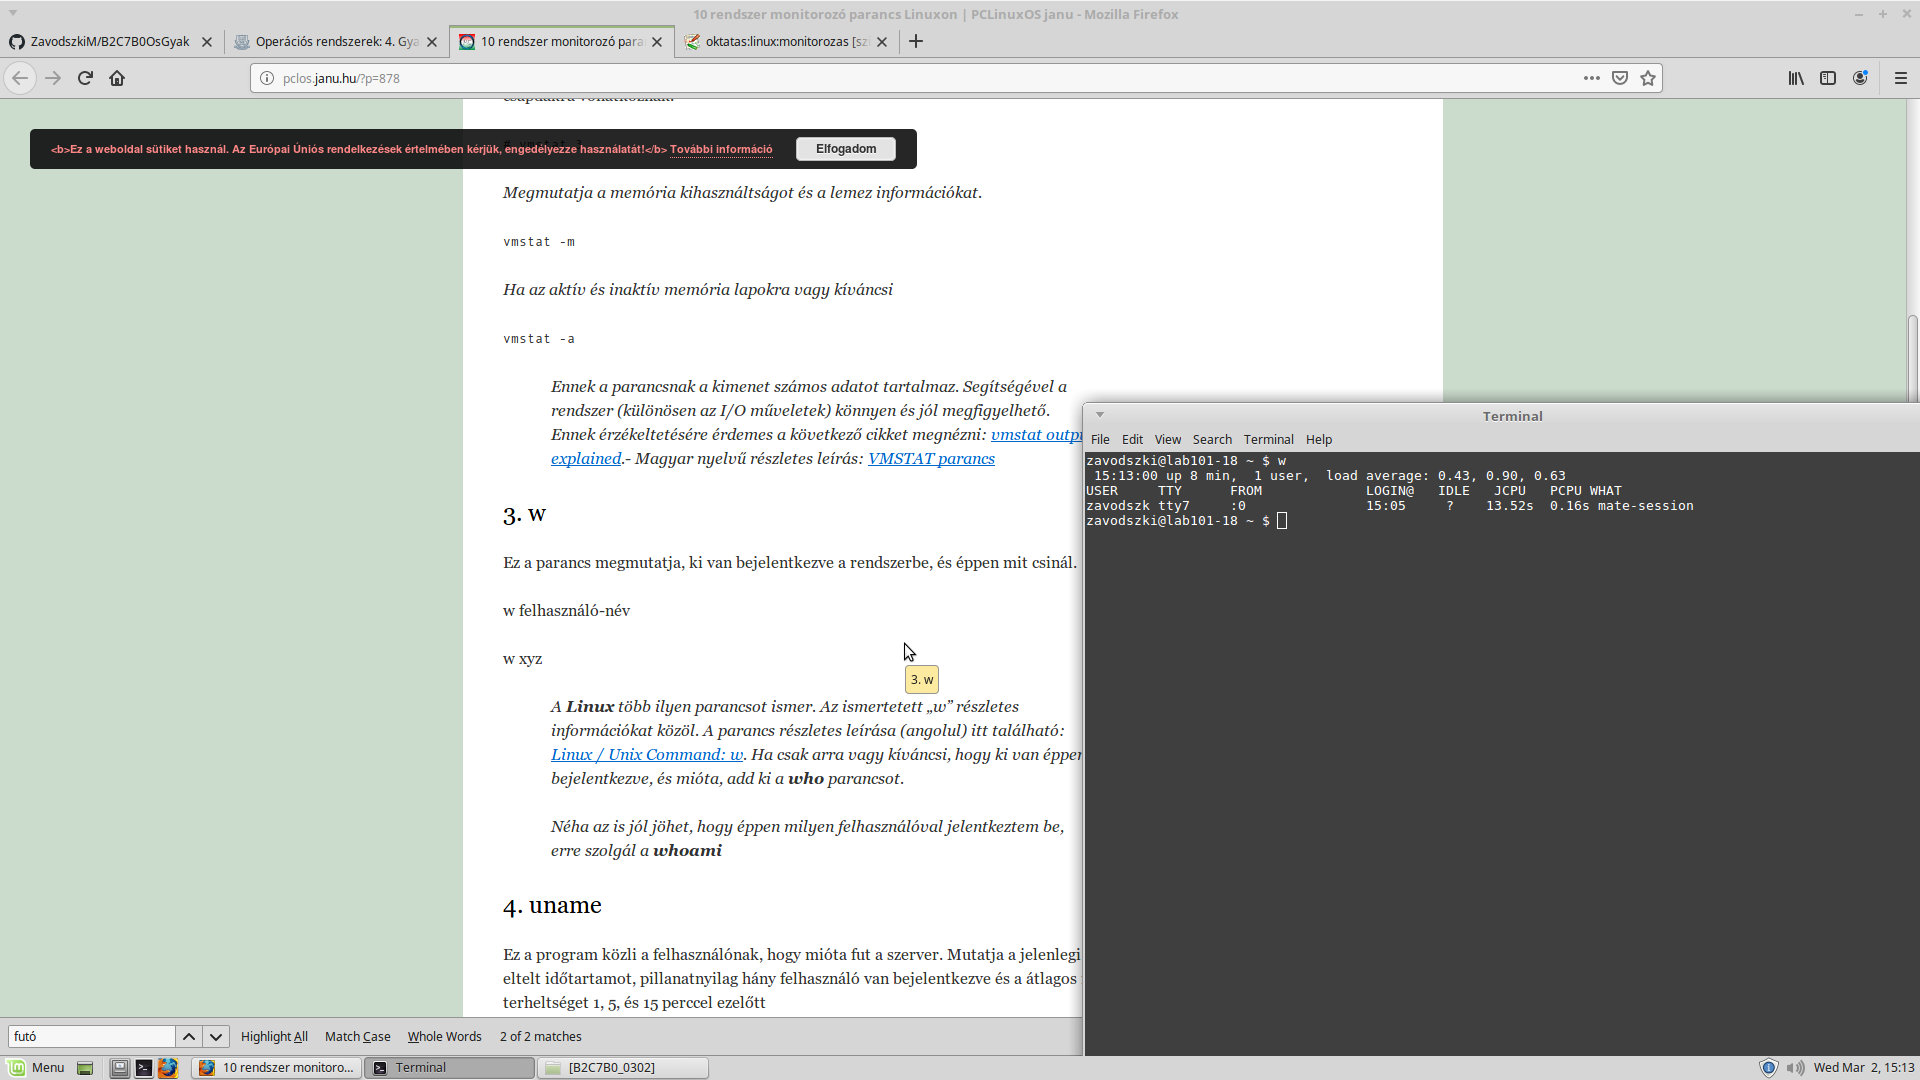 10 rendszer monitorozó parancs Linuxon | PCLinuxOS janu - Mozilla Firefox
ZavodszkiM/B2C7B0OsGyak
Operációs rendszerek: 4. Gya
10 rendszer monitorozó para
oktatas:linux:monitorozas [sz
pclos.janu.hu/?p=878
<b>Ez a weboldal sütiket használ. Az Európai Úniós rendelkezések értelmében kérjük, engedélyezze használatát!</b> További információ
Elfogadom
Megmutatja a memória kihasználtságot és a lemez információkat.
vmstat -m
Ha az aktív és inaktív memória lapokra vagy kíváncsi
vmstat -a
Ennek a parancsnak a kimenet számos adatot tartalmaz. Segítségével a
rendszer (különösen az I/O műveletek) könnyen és jól megfigyelhető.
Ennek érzékeltetésére érdemes a következő cikket megnézni: vmstat outpu
explained.- Magyar nyelvű részletes leírás: VMSTAT parancs
3. w
Ez a parancs megmutatja, ki van bejelentkezve a rendszerbe, és éppen mit csinál.
w felhasználó-név
w xyz
3. w
A Linux több ilyen parancsot ismer. Az ismertetett „w” részletes
információkat közöl. A parancs részletes leírása (angolul) itt található:
Linux / Unix Command: w. Ha csak arra vagy kíváncsi, hogy ki van éppen
bejelentkezve, és mióta, add ki a who parancsot.
Néha az is jól jöhet, hogy éppen milyen felhasználóval jelentkeztem be,
erre szolgál a whoami
4. uname
Ez a program közli a felhasználónak, hogy mióta fut a szerver. Mutatja a jelenlegi
eltelt időtartamot, pillanatnyilag hány felhasználó van bejelentkezve és a átlagos
terheltséget 1, 5, és 15 perccel ezelőtt
Terminal
File Edit View Search Terminal Help
zavodszki@lab101-18 ~ $ w
15:13:00 up 8 min, 1 user, load average: 0.43, 0.90, 0.63
USER TTY FROM LOGIN@ IDLE JCPU PCPU WHAT
zavodszk tty7 :0 15:05 ? 13.52s 0.16s mate-session
zavodszki@lab101-18 ~ $
futó
Highlight All Match Case Whole Words 2 of 2 matches
Menu
10 rendszer monitoro...
Terminal
[B2C7B0_0302]
Wed Mar 2, 15:13